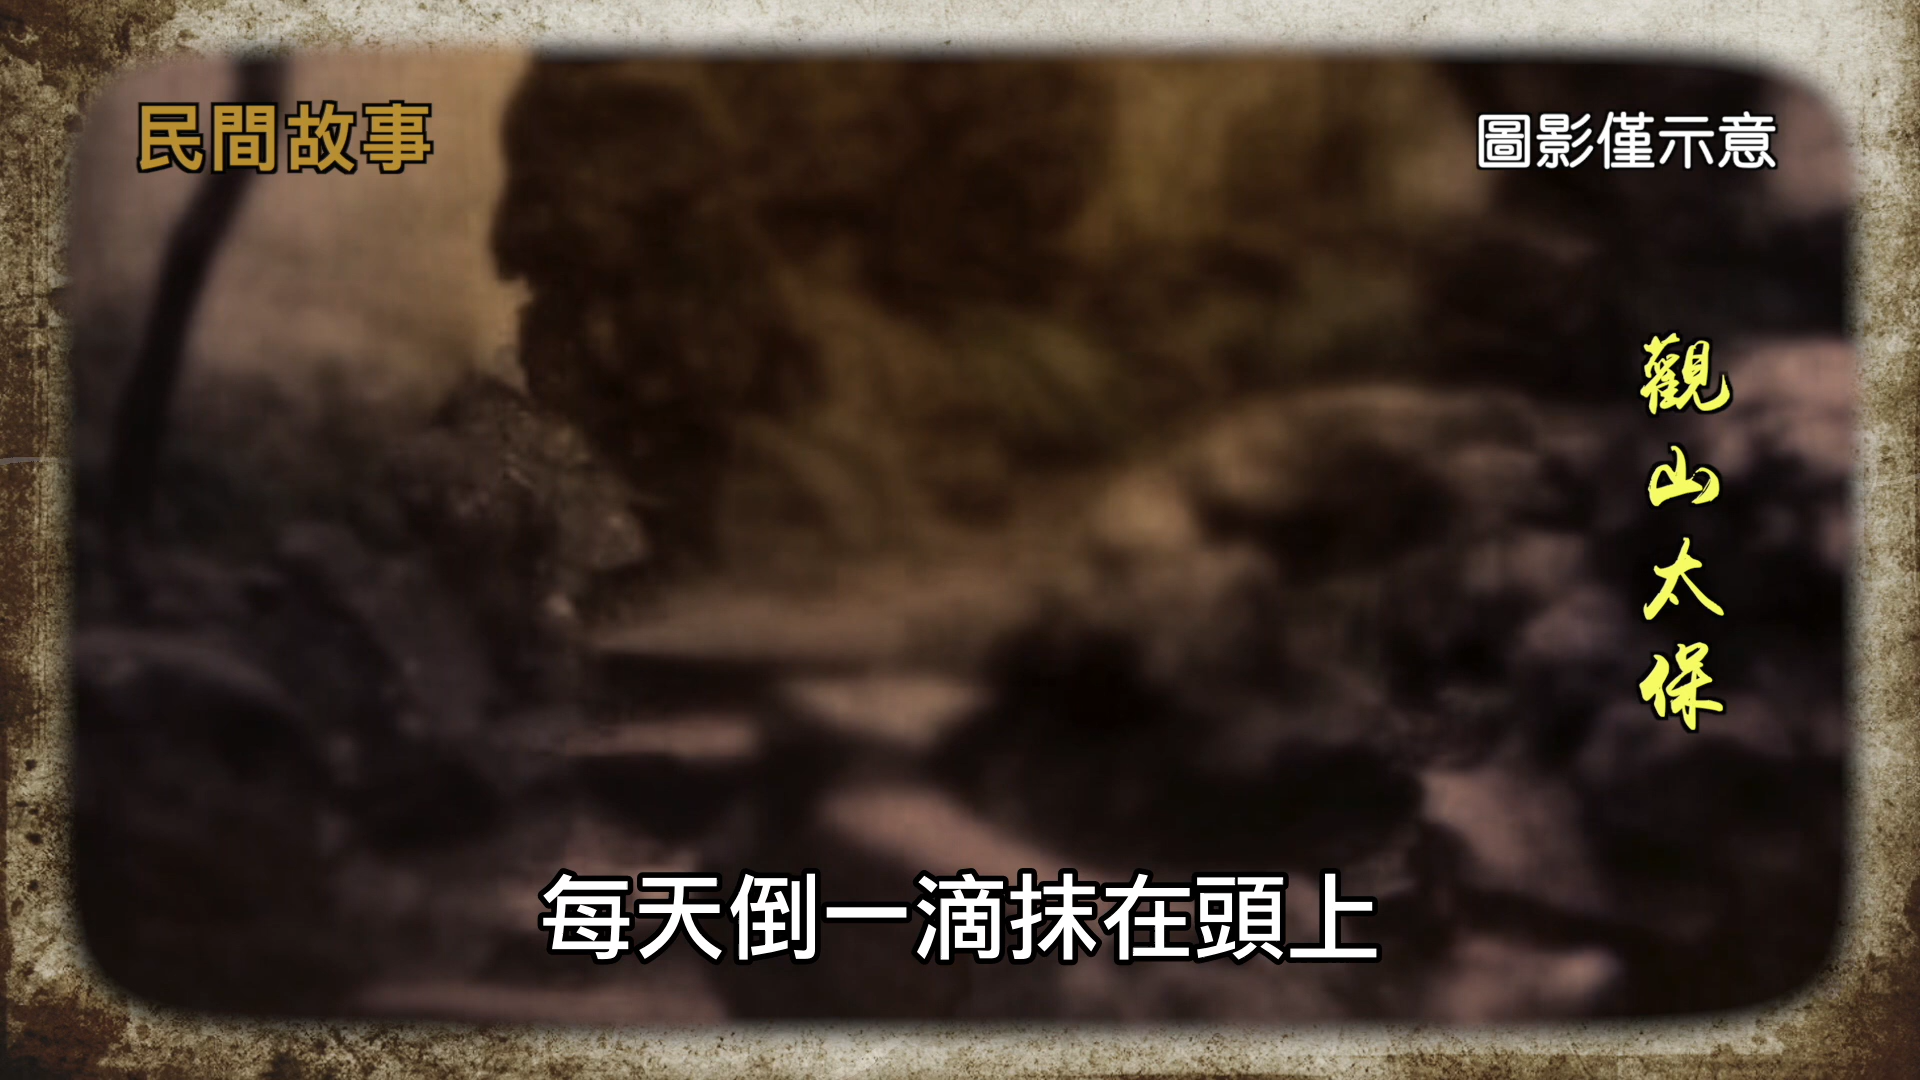 民間故事
圖影僅示意
觀山太保
每天倒一滴抹在頭上